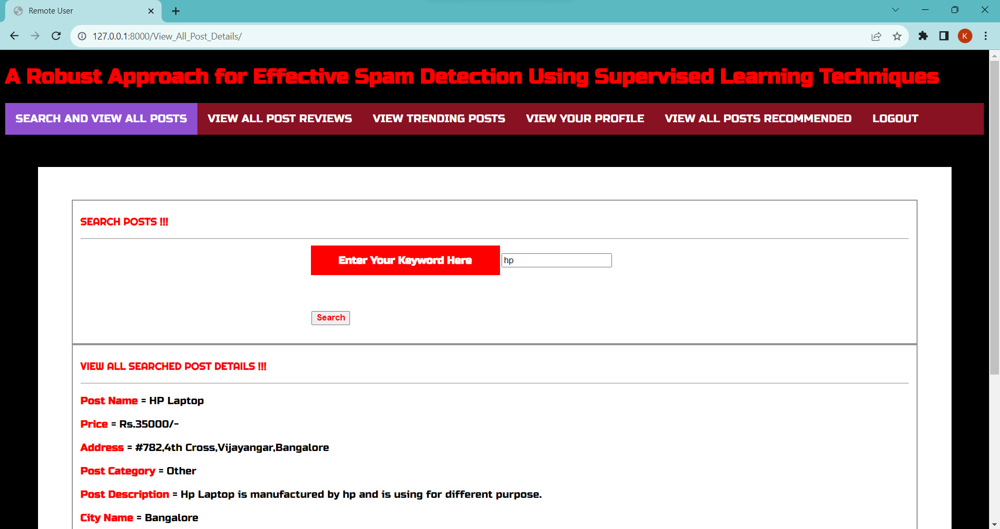 Remote User
127.0.0.1:8000/View_All_Post_Details/
K
A Robust Approach for Effective Spam Detection Using Supervised Learning Techniques
SEARCH AND VIEW ALL POSTS VIEW ALL POST REVIEWS VIEW TRENDING POSTS VIEW YOUR PROFILE VIEW ALL POSTS RECOMMENDED LOGOUT
SEARCH POSTS !!!
Enter Your Keyword Here hp
Search
VIEW ALL SEARCHED POST DETAILS !!!
Post Name = HP Laptop
Price = Rs.35000/-
Address = #782,4th Cross,Vijayangar,Bangalore
Post Category = Other
Post Description = Hp Laptop is manufactured by hp and is using for different purpose.
City Name = Bangalore